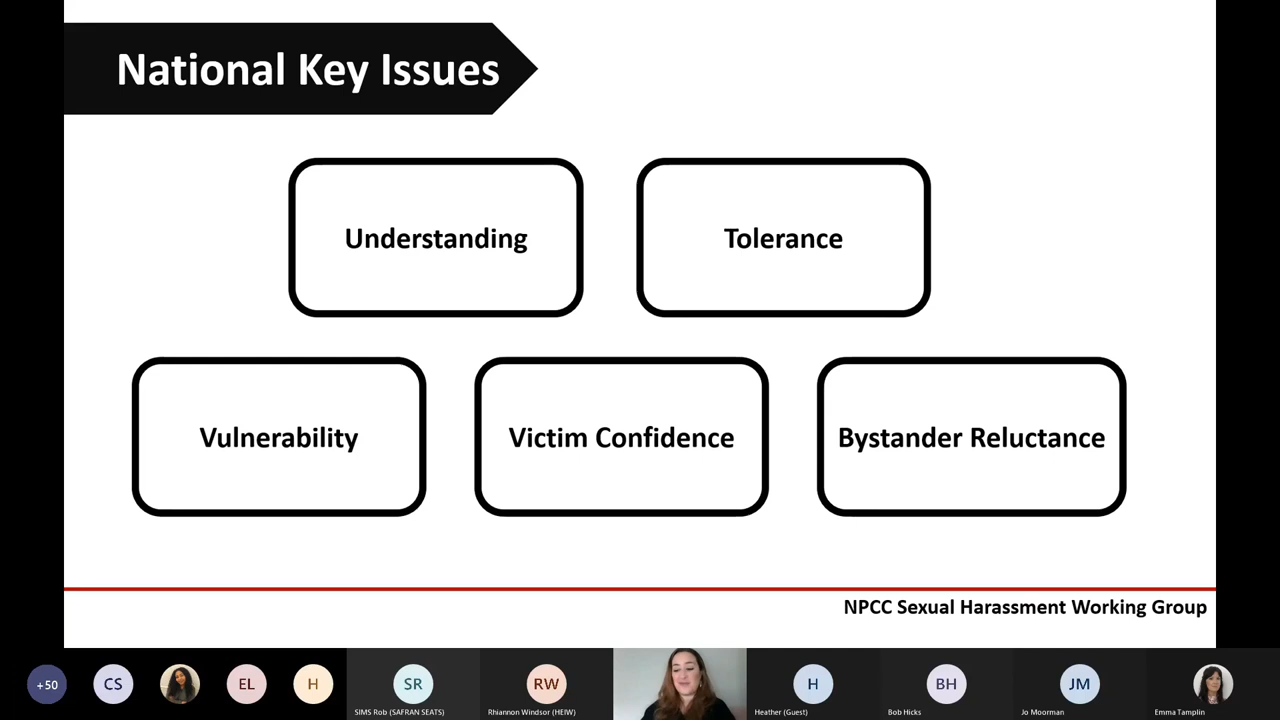 National Key Issues
Understanding
Tolerance
Vulnerability
Victim Confidence
Bystander Reluctance
NPCC Sexual Harassment Working Group
+50
CS
EL
H
SR
RW
H
BH
JM
SIMS Rob (SAFRAN SEATS)
Rhiannon Windsor (HEIW)
Heather (Guest)
Bob Hicks
Jo Moorman
Emma Tamplin